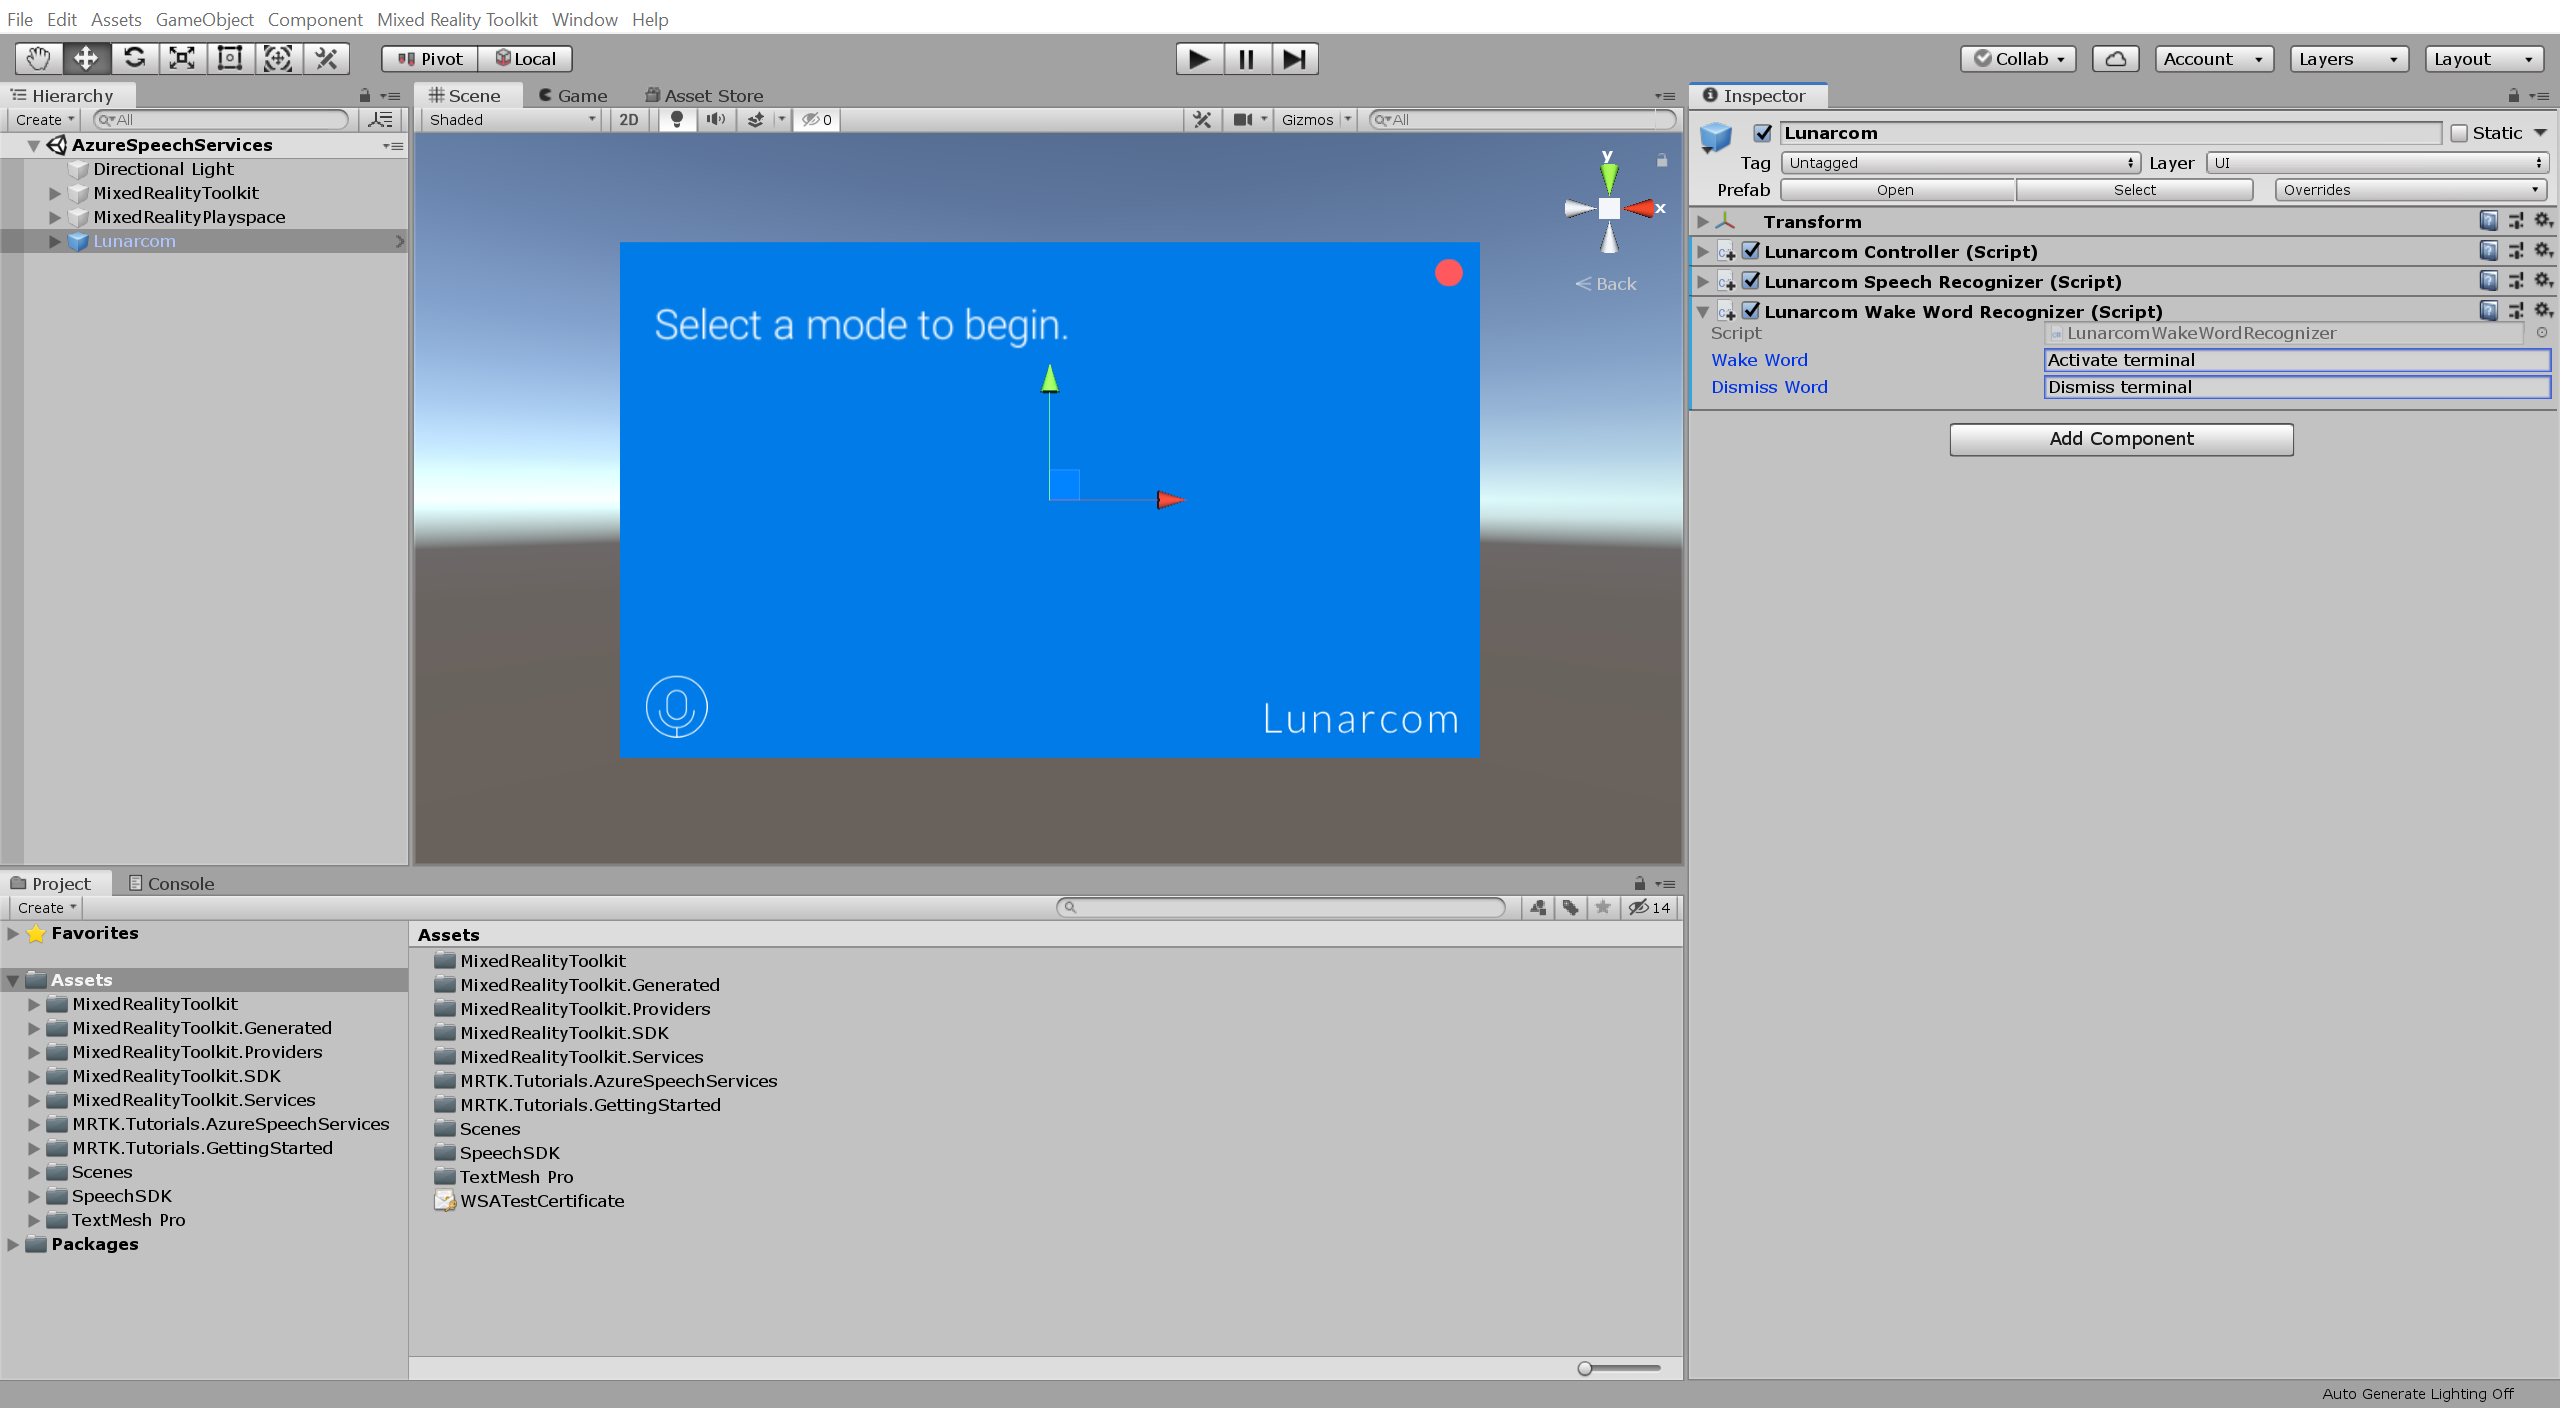 File Edit Assets GameObject Component Mixed Reality Toolkit Window Help
Pivot Local Collab Account Layers Layout
Hierarchy
Create All
AzureSpeechServices
Directional Light
MixedRealityToolkit
MixedRealityPlayspace
Lunarcom
Scene Game Asset Store
Shaded 2D 0 Gizmos All
y
x
Back
Select a mode to begin.
Lunarcom
Inspector
Lunarcom Static
Tag Untagged Layer UI
Prefab Open Select Overrides
Transform
Lunarcom Controller (Script)
Lunarcom Speech Recognizer (Script)
Lunarcom Wake Word Recognizer (Script)
Script LunarcomWakeWordRecognizer
Wake Word Activate terminal
Dismiss Word Dismiss terminal
Add Component
Project Console
Create 14
Favorites
Assets
MixedRealityToolkit
MixedRealityToolkit.Generated
MixedRealityToolkit.Providers
MixedRealityToolkit.SDK
MixedRealityToolkit.Services
MRTK.Tutorials.AzureSpeechServices
MRTK.Tutorials.GettingStarted
Scenes
SpeechSDK
TextMesh Pro
Packages
Assets
MixedRealityToolkit
MixedRealityToolkit.Generated
MixedRealityToolkit.Providers
MixedRealityToolkit.SDK
MixedRealityToolkit.Services
MRTK.Tutorials.AzureSpeechServices
MRTK.Tutorials.GettingStarted
Scenes
SpeechSDK
TextMesh Pro
WSATestCertificate
Auto Generate Lighting Off